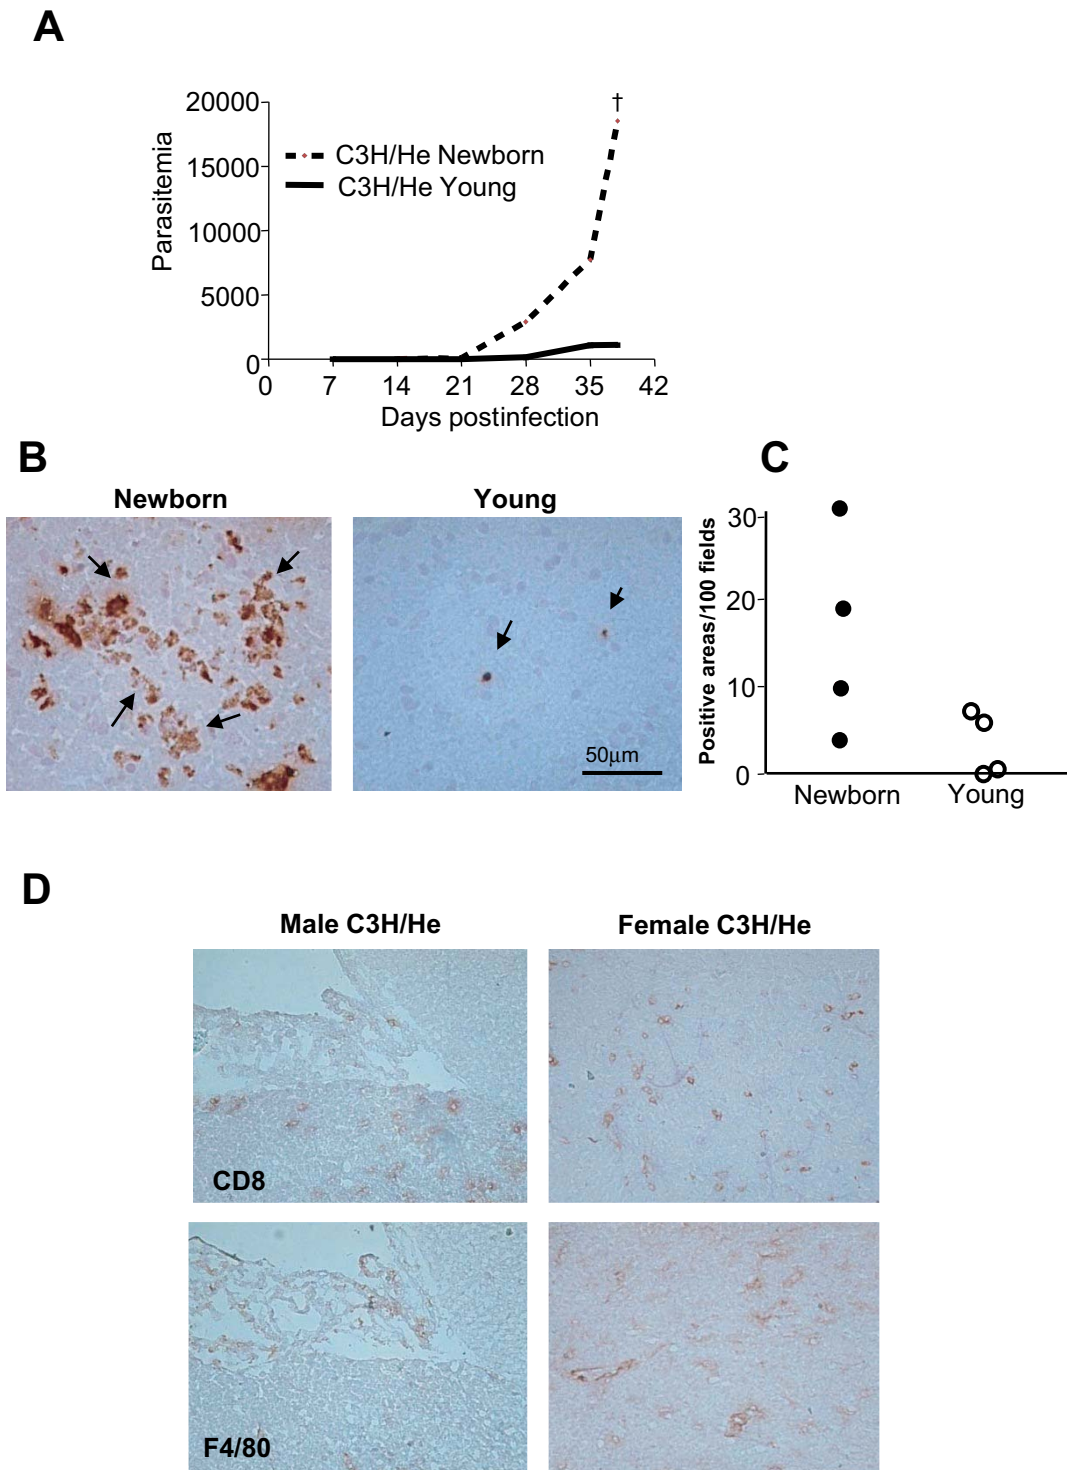 A
20000
15000
10000
5000
0
Parasitemia
†
C3H/He Newborn
C3H/He Young
0 7 14 21 28 35 42
Days postinfection
B
Newborn
Young
50µm
C
30
20
10
0
Positive areas/100 fields
Newborn
Young
D
Male C3H/He
Female C3H/He
CD8
F4/80